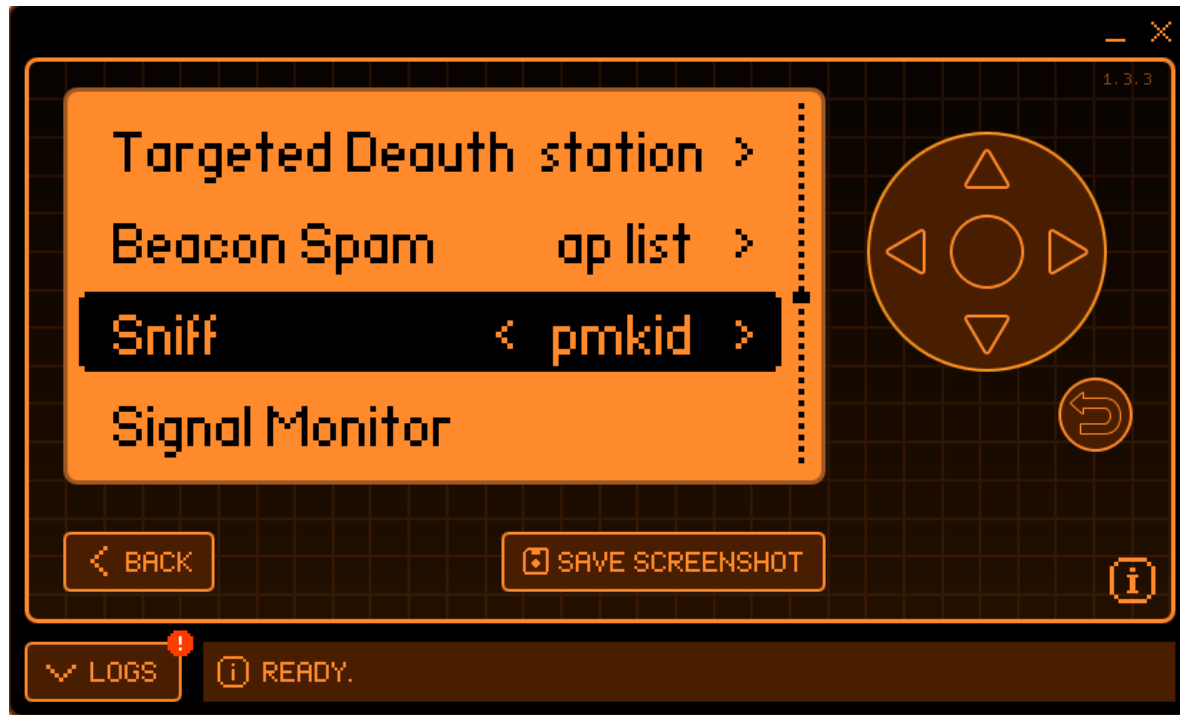 1.3.3
Targeted Deauth station >
Beacon Spam ap list >
Sniff < pmkid >
Signal Monitor
BACK
SAVE SCREENSHOT
LOGS
READY.